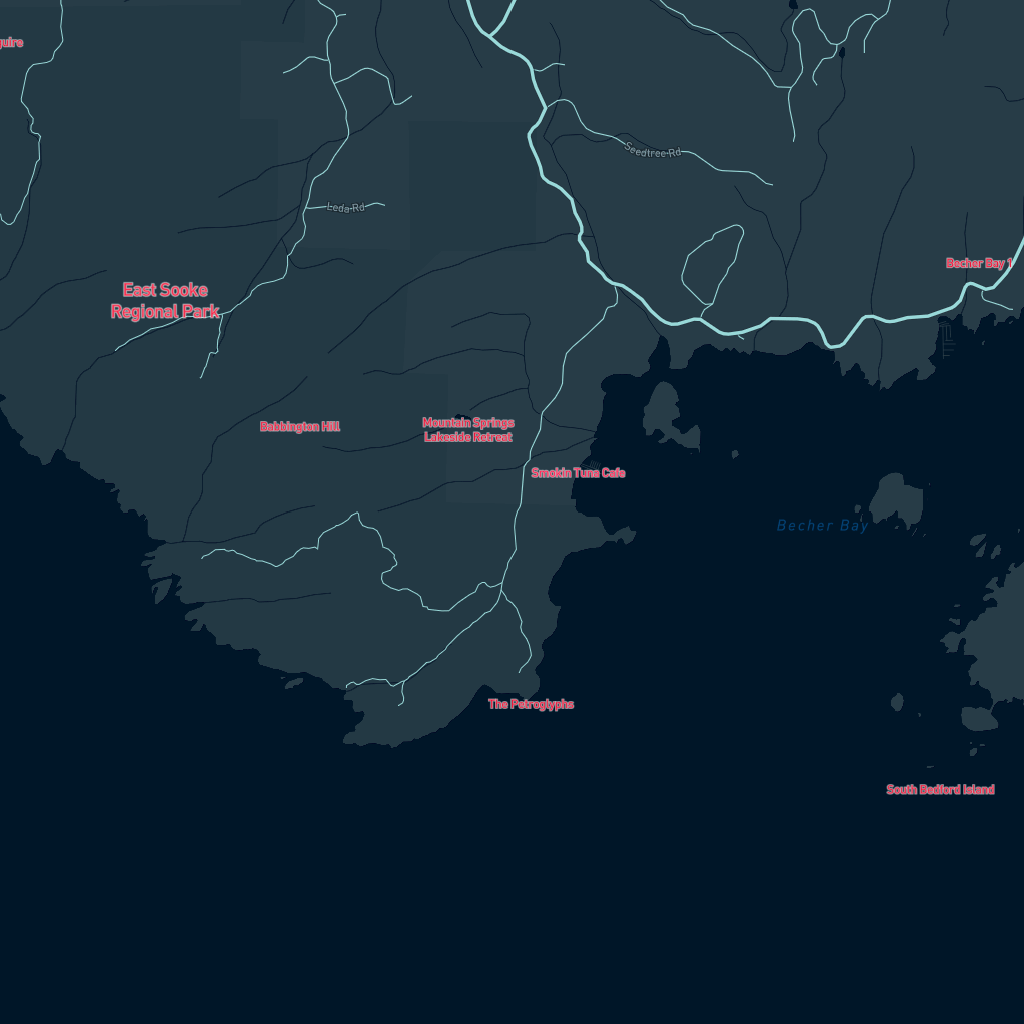 Seedtree Rd
Leda Rd
Becher Bay 1
East Sooke
Regional Park
Babbington Hill
Mountain Springs
Lakeside Retreat
Smokin Tuna Cafe
Becher Bay
The Petroglyphs
South Bedford Island